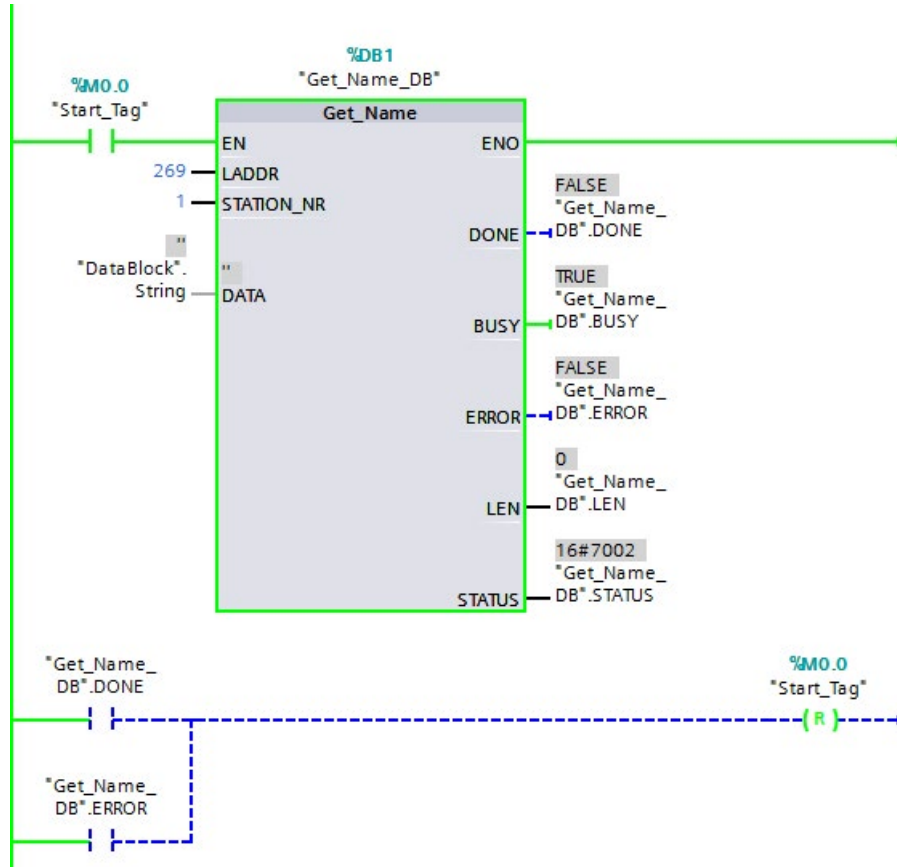 %DB1
"Get_Name_DB"
%M0.0
"Start_Tag"
Get_Name
EN
ENO
269
LADDR
1
STATION_NR
FALSE
"Get_Name_
DB".DONE
DONE
''
"DataBlock".
String
''
DATA
TRUE
"Get_Name_
DB".BUSY
BUSY
FALSE
"Get_Name_
DB".ERROR
ERROR
0
"Get_Name_
DB".LEN
LEN
16#7002
"Get_Name_
DB".STATUS
STATUS
"Get_Name_
DB".DONE
%M0.0
"Start_Tag"
( R )
"Get_Name_
DB".ERROR